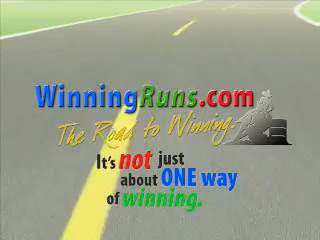 WinningRuns.com
The Road to Winning.
It's not just
about ONE way
of winning.